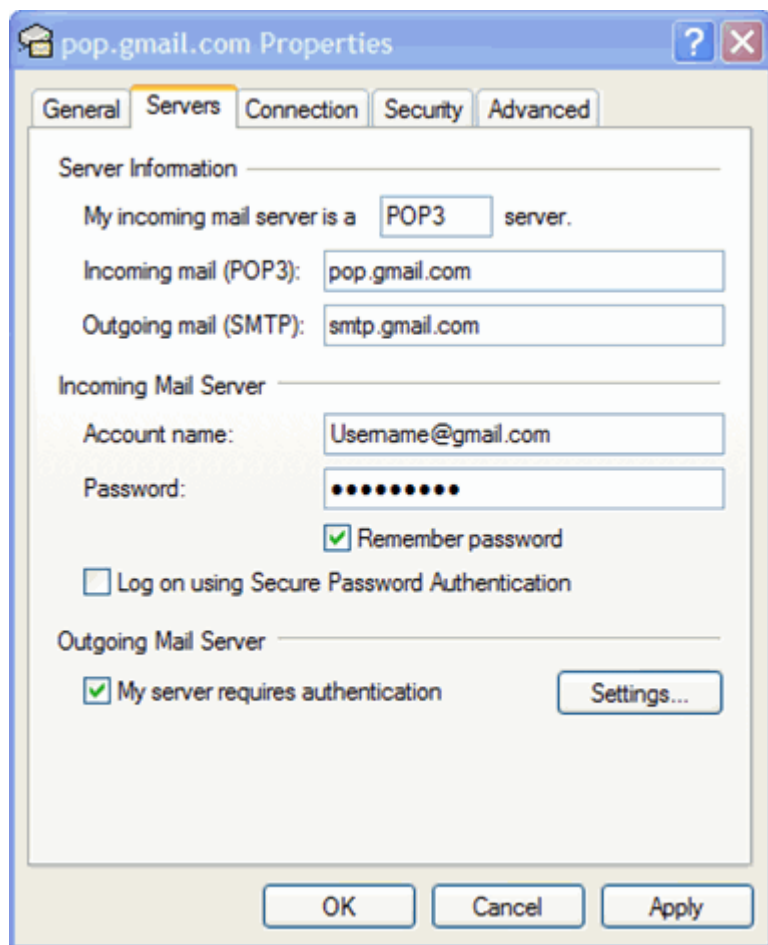 pop.gmail.com Properties
General Servers Connection Security Advanced
Server Information
My incoming mail server is a POP3 server.
Incoming mail (POP3): pop.gmail.com
Outgoing mail (SMTP): smtp.gmail.com
Incoming Mail Server
Account name: Username@gmail.com
Password: ●●●●●●●●●
Remember password
Log on using Secure Password Authentication
Outgoing Mail Server
My server requires authentication Settings...
OK Cancel Apply